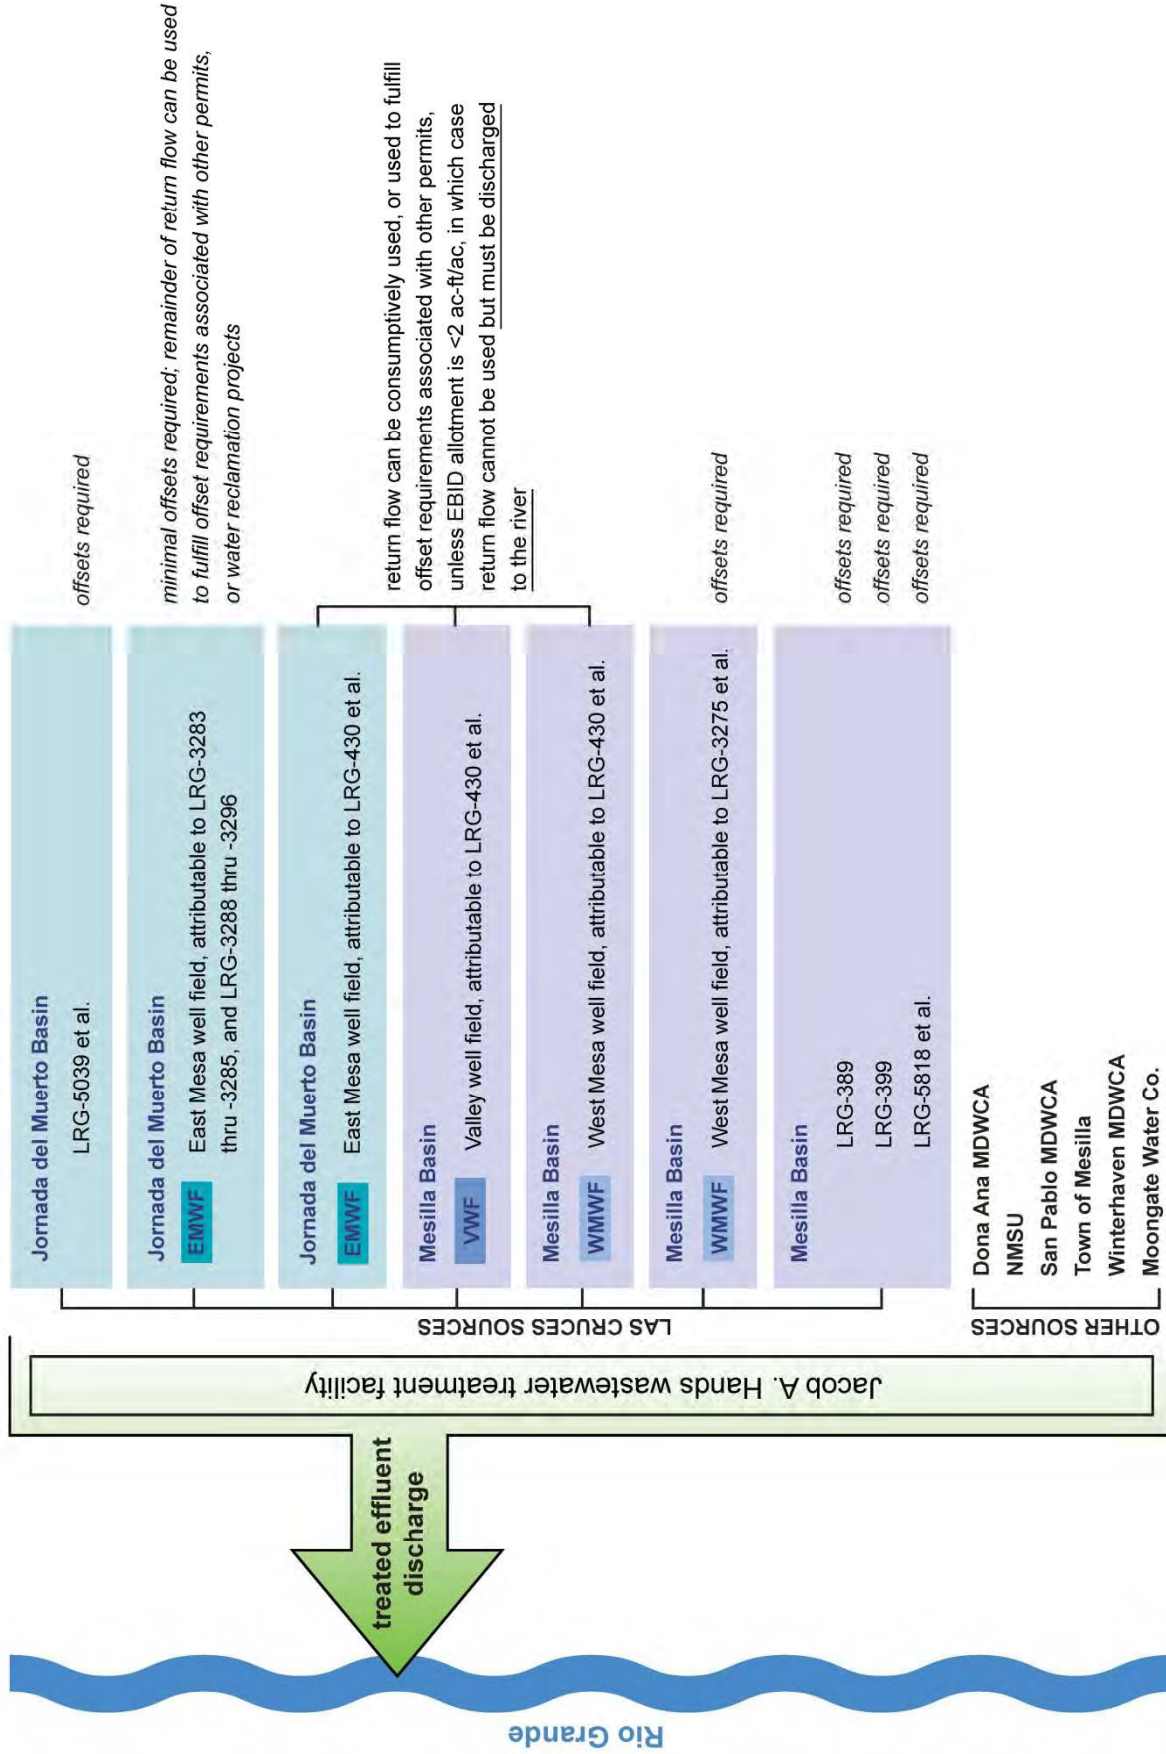 Rio Grande
treated effluent
discharge
Jacob A. Hands wastewater treatment facility
LAS CRUCES SOURCES
Jornada del Muerto Basin
LRG-5039 et al.
offsets required
Jornada del Muerto Basin
EMWF
East Mesa well field, attributable to LRG-3283
thru -3285, and LRG-3288 thru -3296
minimal offsets required; remainder of return flow can be used
to fulfill offset requirements associated with other permits,
or water reclamation projects
Jornada del Muerto Basin
EMWF
East Mesa well field, attributable to LRG-430 et al.
Mesilla Basin
VWF
Valley well field, attributable to LRG-430 et al.
Mesilla Basin
WMWF
West Mesa well field, attributable to LRG-430 et al.
return flow can be consumptively used, or used to fulfill
offset requirements associated with other permits,
unless EBID allotment is <2 ac-ft/ac, in which case
return flow cannot be used but must be discharged
to the river
Mesilla Basin
WMWF
West Mesa well field, attributable to LRG-3275 et al.
offsets required
Mesilla Basin
LRG-389
offsets required
LRG-399
offsets required
LRG-5818 et al.
offsets required
OTHER SOURCES
Dona Ana MDWCA
NMSU
San Pablo MDWCA
Town of Mesilla
Winterhaven MDWCA
Moongate Water Co.